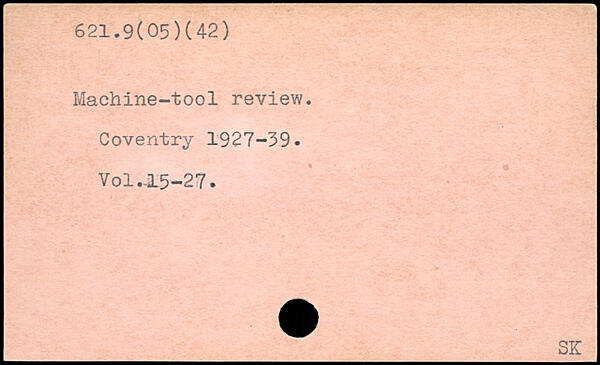 621.9(05)(42)
Machine-tool review.
Coventry 1927-39.
Vol.15-27.
SK